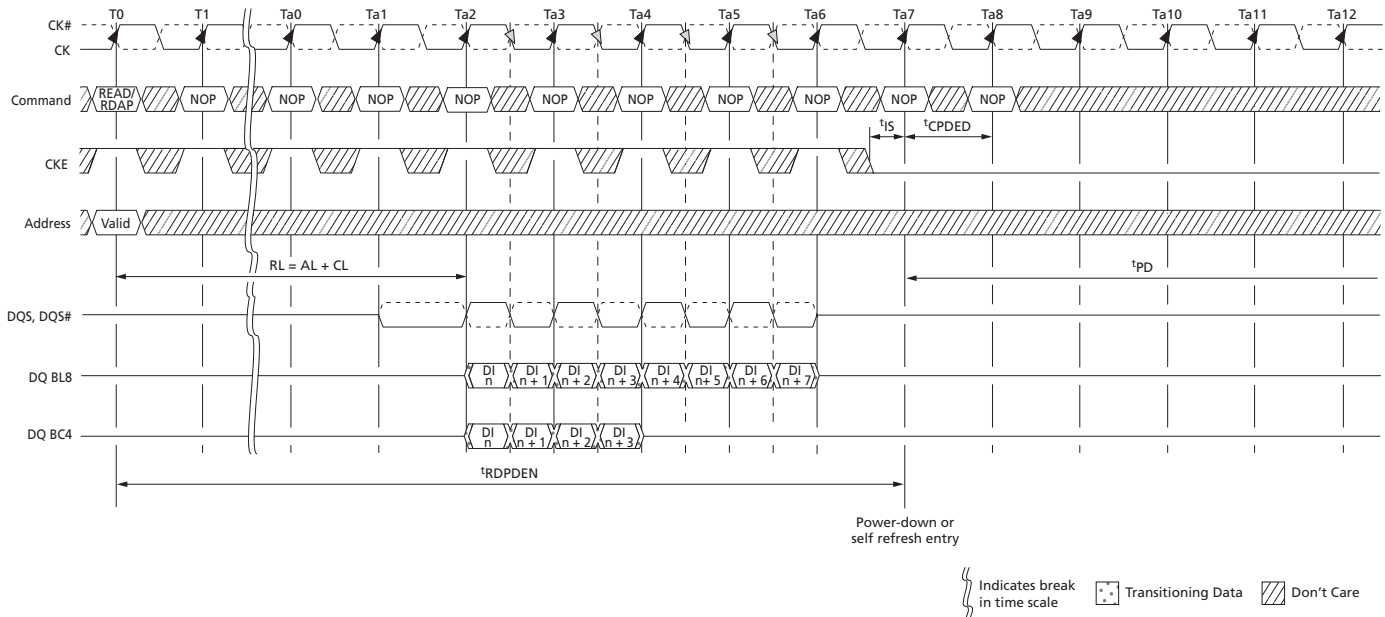 T0 T1 Ta0 Ta1 Ta2 Ta3 Ta4 Ta5 Ta6 Ta7 Ta8 Ta9 Ta10 Ta11 Ta12
CK#
CK
Command READ/ RDAP NOP NOP NOP NOP NOP NOP NOP NOP NOP NOP
tIS tCPDED
CKE
Address Valid
RL = AL + CL tPD
DQS, DQS#
DQ BL8 DI n DI n + 1 DI n + 2 DI n + 3 DI n + 4 DI n + 5 DI n + 6 DI n + 7
DQ BC4 DI n DI n + 1 DI n + 2 DI n + 3
tRDPDEN
Power-down or
self refresh entry
Indicates break
in time scale
Transitioning Data
Don't Care